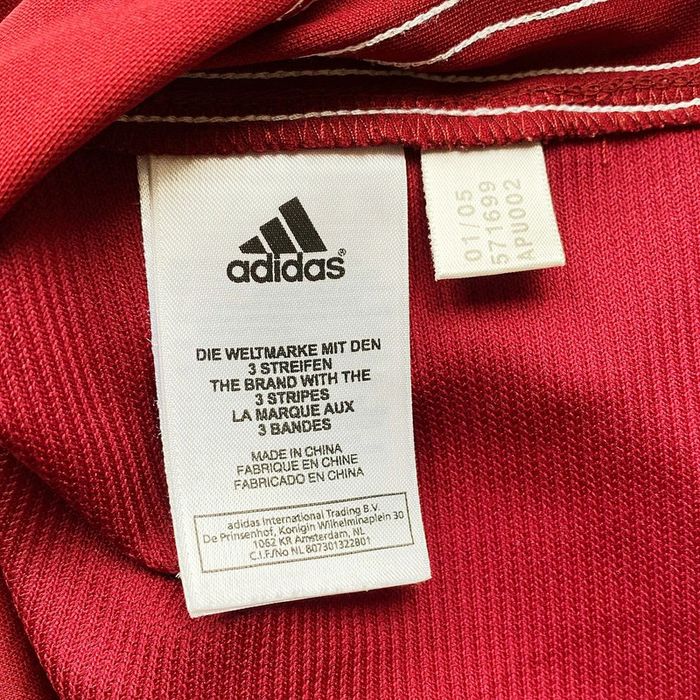 adidas®
DIE WELTMARKE MIT DEN
3 STREIFEN
THE BRAND WITH THE
3 STRIPES
LA MARQUE AUX
3 BANDES
MADE IN CHINA
FABRIQUE EN CHINE
FABRICADO EN CHINA
adidas International Trading B.V.
De Prinsenhof, Konigin Wilhelminaplein 30
1062 KR Amsterdam, NL
C.I.F/No NL 807301322B01
01/05
571699
APU002